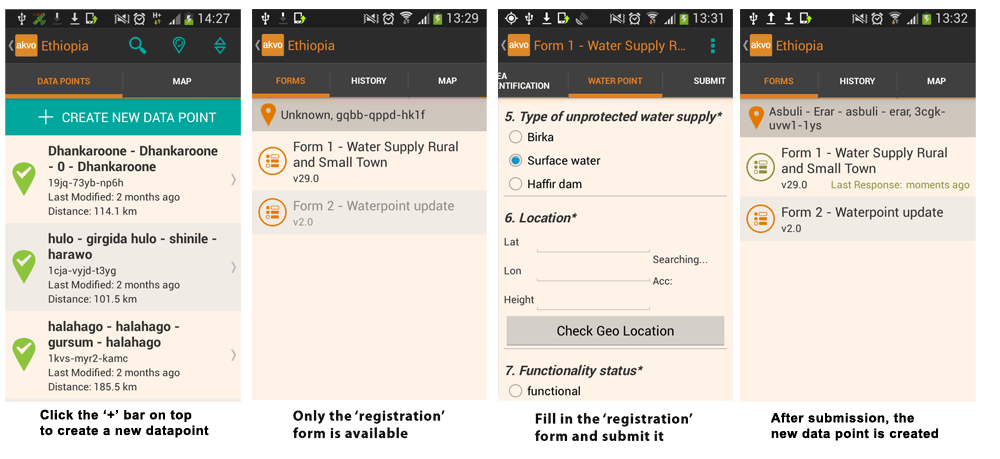 14:27
akvo Ethiopia
DATA POINTS MAP
+ CREATE NEW DATA POINT
Dhankaroone - Dhankaroone
- 0 - Dhankaroone
19jq-73yb-np6h
Last Modified: 2 months ago
Distance: 114.1 km
hulo - girgida hulo - shinile -
harawo
1cja-vyjd-t3yg
Last Modified: 2 months ago
Distance: 101.5 km
halahago - halahago -
gursum - halahago
1kvs-myr2-kamc
Last Modified: 2 months ago
Distance: 185.5 km
Click the ‘+’ bar on top
to create a new datapoint
13:29
akvo Ethiopia
FORMS HISTORY MAP
Unknown, gqbb-qppd-hk1f
Form 1 - Water Supply Rural
and Small Town
v29.0
Form 2 - Waterpoint update
v2.0
Only the ‘registration’
form is available
13:31
akvo Form 1 - Water Supply R...
EA
NTIFICATION WATER POINT SUBMIT
5. Type of unprotected water supply*
Birka
Surface water
Haffir dam
6. Location*
Lat
Searching...
Lon
Acc:
Height
Check Geo Location
7. Functionality status*
functional
Fill in the ‘registration’
form and submit it
13:32
akvo Ethiopia
FORMS HISTORY MAP
Asbuli - Erar - asbuli - erar, 3cgk-
uvw1-1ys
Form 1 - Water Supply Rural
and Small Town
v29.0 Last Response: moments ago
Form 2 - Waterpoint update
v2.0
After submission, the
new data point is created